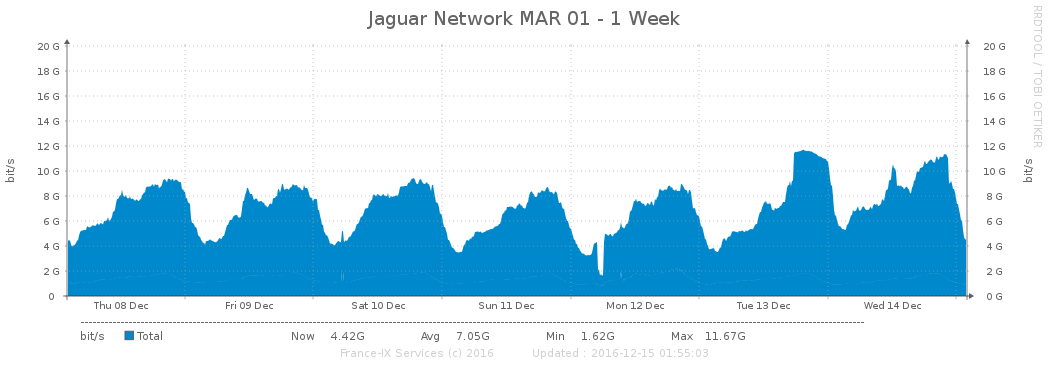 Jaguar Network MAR 01 - 1 Week
RRDTOOL / TOBI OETIKER
bit/s
bit/s
20 G 20 G
18 G 18 G
16 G 16 G
14 G 14 G
12 G 12 G
10 G 10 G
8 G 8 G
6 G 6 G
4 G 4 G
2 G 2 G
0 0 G
Thu 08 Dec Fri 09 Dec Sat 10 Dec Sun 11 Dec Mon 12 Dec Tue 13 Dec Wed 14 Dec
bit/s Total Now 4.42G Avg 7.05G Min 1.62G Max 11.67G
France-IX Services (c) 2016 Updated : 2016-12-15 01:55:03